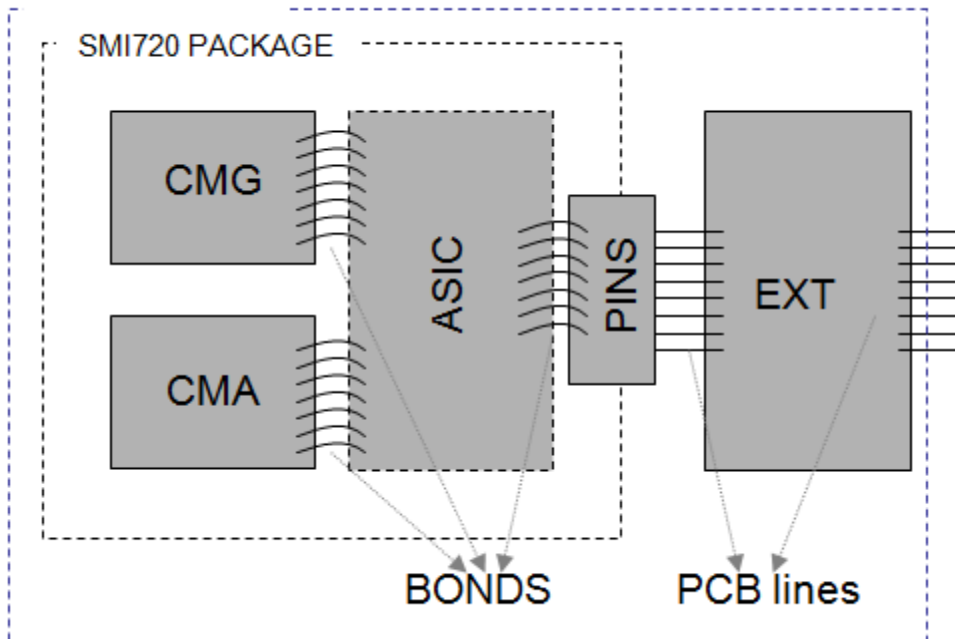 SMI720 PACKAGE
CMG
ASIC
PINS
EXT
CMA
BONDS
PCB lines